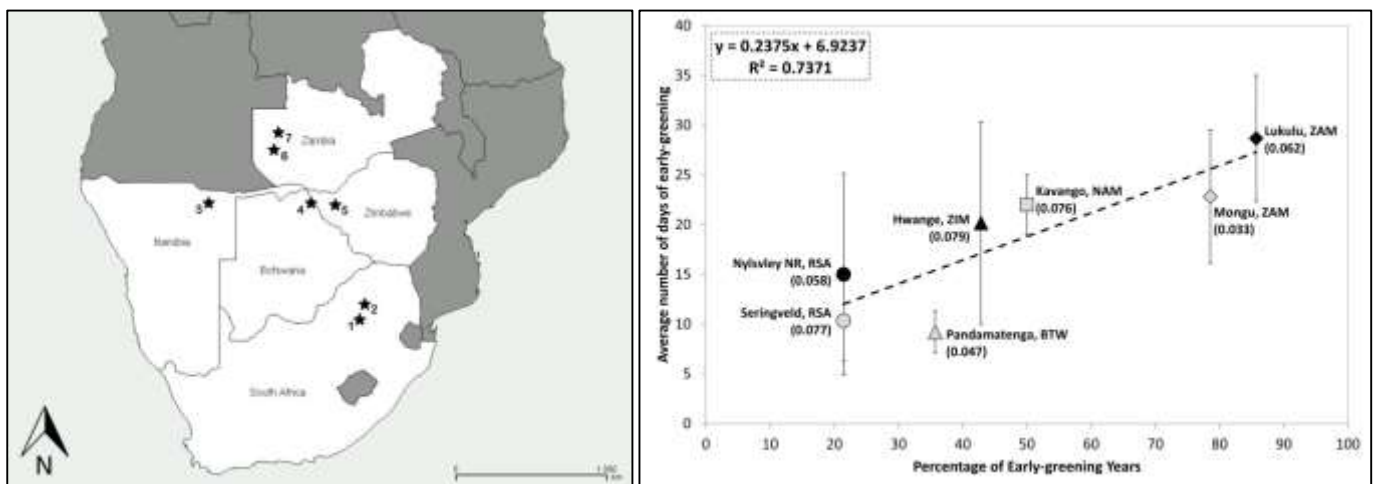 7
Zambia
6
3
4
5
Zimbabwe
Namibia
Botswana
2
1
South Africa
N
0
km
y = 0.2375x + 6.9237
R² = 0.7371
Average number of days of early-greening
40
35
30
25
20
15
10
5
0
Lukulu, ZAM
(0.062)
Kavango, NAM
(0.076)
Mongu, ZAM
(0.033)
Hwange, ZIM
(0.079)
Nylsvley NR, RSA
(0.058)
Seringveld, RSA
(0.077)
Pandamatenga, BTW
(0.047)
0 10 20 30 40 50 60 70 80 90 100
Percentage of Early-greening Years